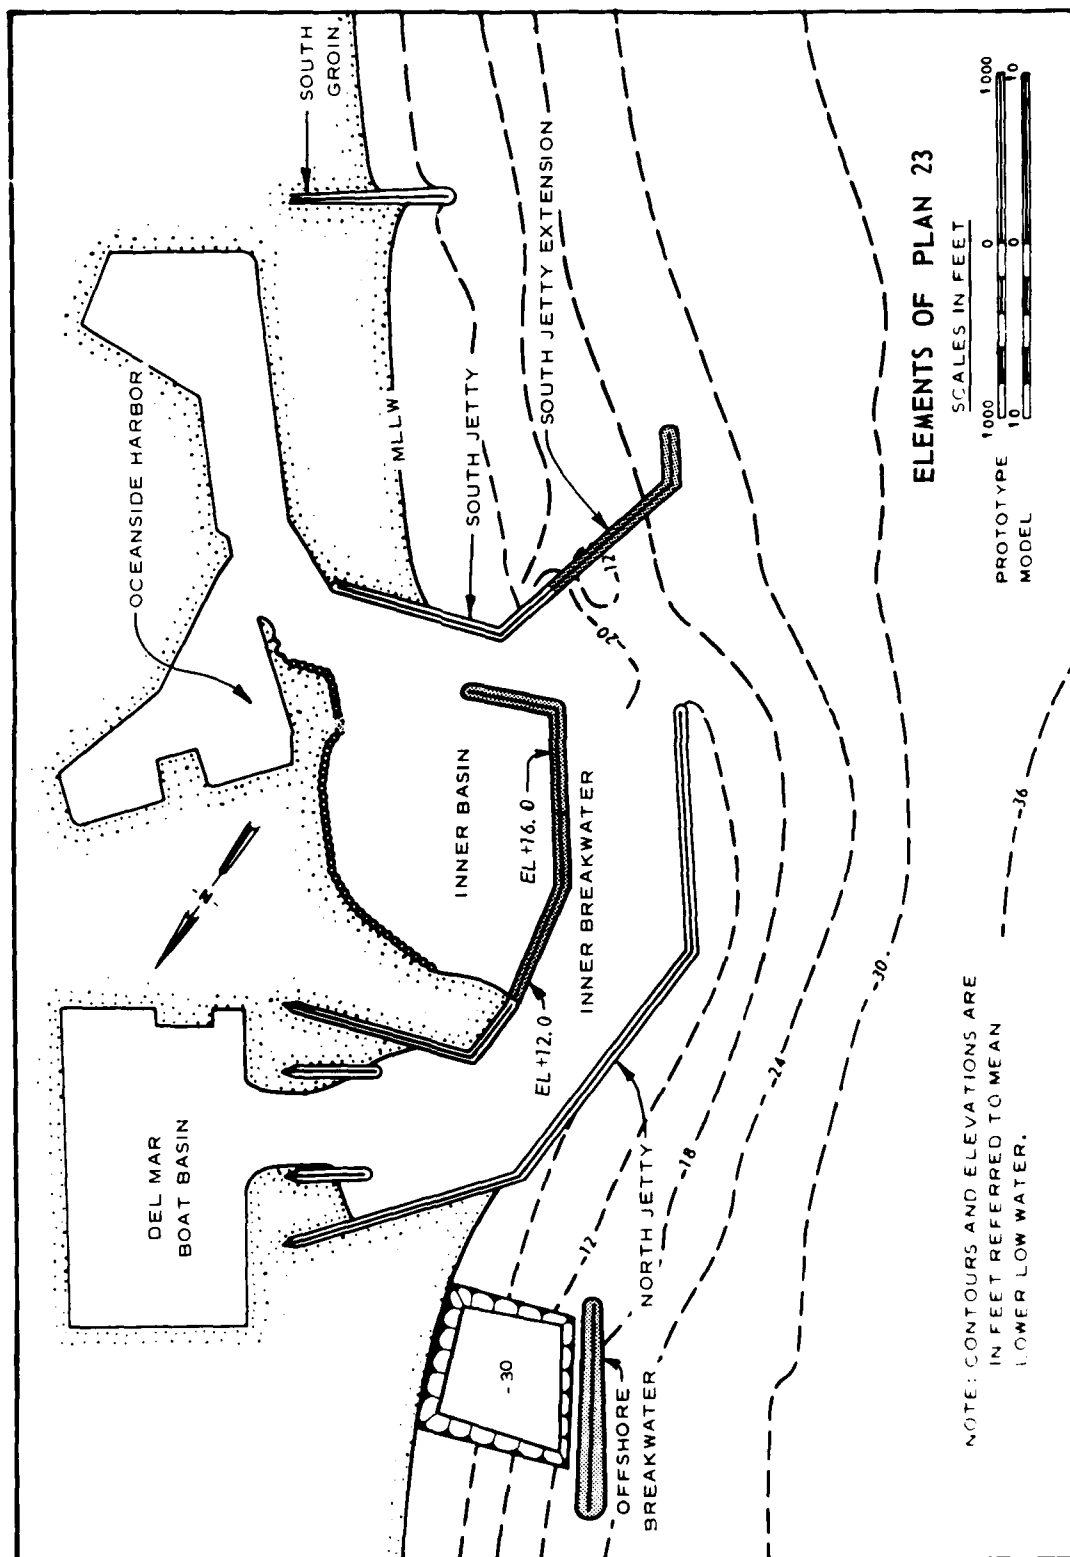 SOUTH
GROIN
OCEANSIDE HARBOR
MLLW
SOUTH JETTY
SOUTH JETTY EXTENSION
-17
-20
N
INNER BASIN
EL +16.0
INNER BREAKWATER
EL +12.0
DEL MAR
BOAT BASIN
NORTH JETTY
-12
-18
-24
-30
-36
-30
OFFSHORE
BREAKWATER
ELEMENTS OF PLAN 23
SCALES IN FEET
PROTOTYPE 1000 0 1000
MODEL 10 0 10
NOTE: CONTOURS AND ELEVATIONS ARE
IN FEET REFERRED TO MEAN
LOWER LOW WATER.